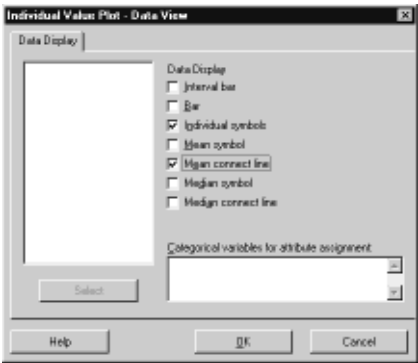 Individual Value Plot - Data View
Data Display
Data Display
Interval bar
Bar
Individual symbols
Mean symbol
Mean connect line
Median symbol
Median connect line
Categorical variables for attribute assignment
Select
Help
OK
Cancel